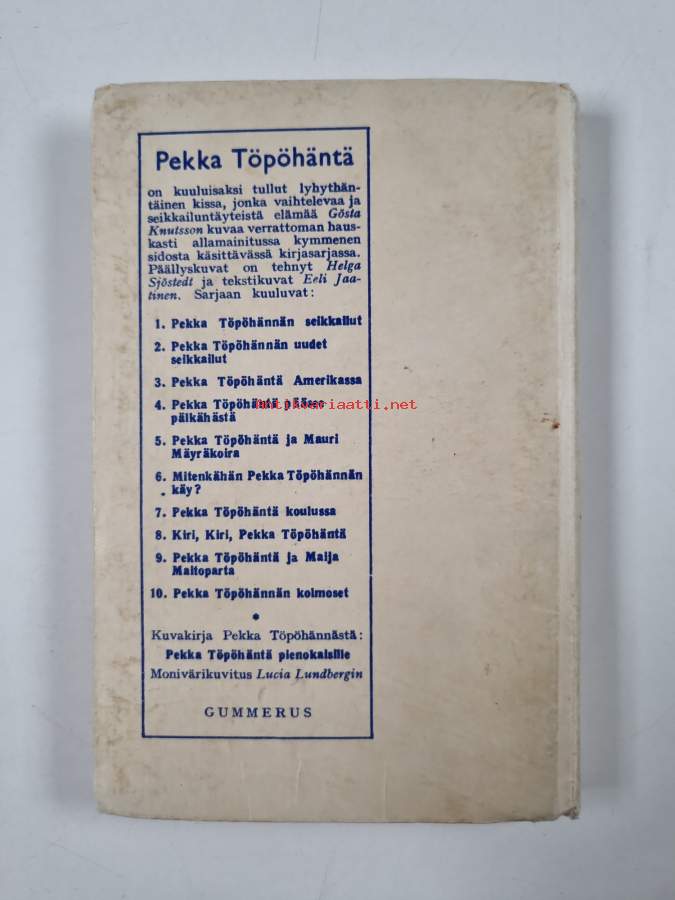 Pekka Töpöhäntä
on kuuluisaksi tullut lyhythän-
täinen kissa, jonka vaihtelevaa ja
seikkailuntäyteistä elämää Gösta
Knutsson kuvaa verrattoman haus-
kasti allamainitussa kymmenen
sidosta käsittävässä kirjasarjassa.
Päällyskuvat on tehnyt Helga
Sjöstedt ja tekstikuvat Eeli Jaa-
tinen. Sarjaan kuuluvat:
1. Pekka Töpöhännän seikkailut
2. Pekka Töpöhännän uudet
seikkailut
3. Pekka Töpöhäntä Amerikassa
4. Pekka Töpöhäntä pääsee
pälkähästä
Antikvariaatti.net
5. Pekka Töpöhäntä ja Mauri
Mäyräkoira
6. Mitenkähän Pekka Töpöhännän
käy?
7. Pekka Töpöhäntä koulussa
8. Kiri, Kiri, Pekka Töpöhäntä
9. Pekka Töpöhäntä ja Maija
Maitoparta
10. Pekka Töpöhännän kolmoset
*
Kuvakirja Pekka Töpöhännästä:
Pekka Töpöhäntä pienokaisille
Monivärikuvitus Lucia Lundbergin
GUMMERUS